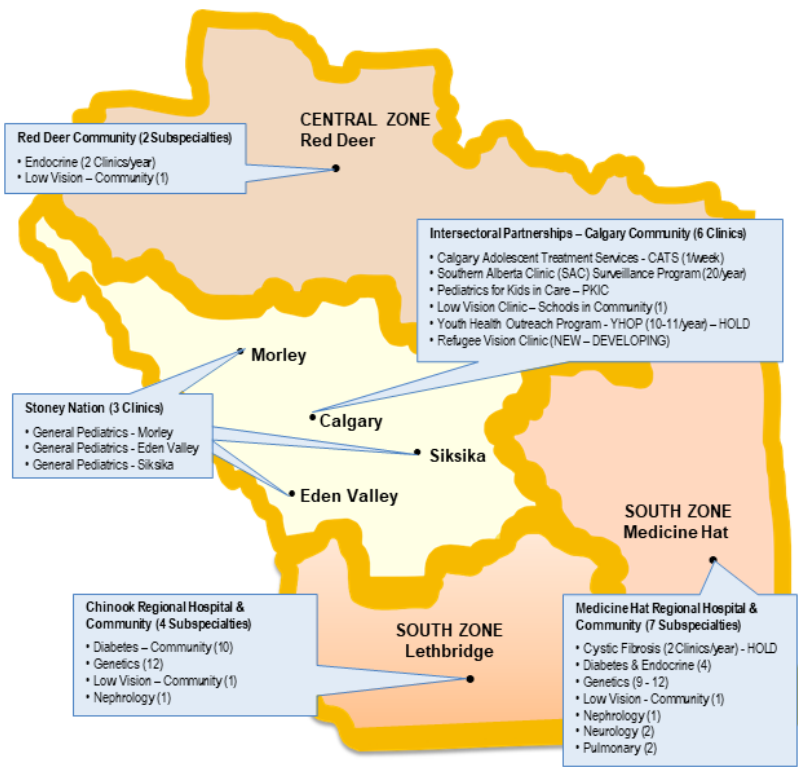 CENTRAL ZONE
Red Deer
Red Deer Community (2 Subspecialties)
• Endocrine (2 Clinics/year)
• Low Vision – Community (1)
Intersectoral Partnerships – Calgary Community (6 Clinics)
• Calgary Adolescent Treatment Services - CATS (1/week)
• Southern Alberta Clinic (SAC) Surveillance Program (20/year)
• Pediatrics for Kids in Care – PKIC
• Low Vision Clinic – Schools in Community (1)
• Youth Health Outreach Program - YHOP (10-11/year) – HOLD
• Refugee Vision Clinic (NEW – DEVELOPING)
Morley
Stoney Nation (3 Clinics)
• General Pediatrics - Morley
• General Pediatrics - Eden Valley
• General Pediatrics - Siksika
Calgary
Siksika
Eden Valley
SOUTH ZONE
Medicine Hat
Chinook Regional Hospital &
Community (4 Subspecialties)
• Diabetes – Community (10)
• Genetics (12)
• Low Vision – Community (1)
• Nephrology (1)
SOUTH ZONE
Lethbridge
Medicine Hat Regional Hospital &
Community (7 Subspecialties)
• Cystic Fibrosis (2 Clinics/year) - HOLD
• Diabetes & Endocrine (4)
• Genetics (9 - 12)
• Low Vision - Community (1)
• Nephrology (1)
• Neurology (2)
• Pulmonary (2)